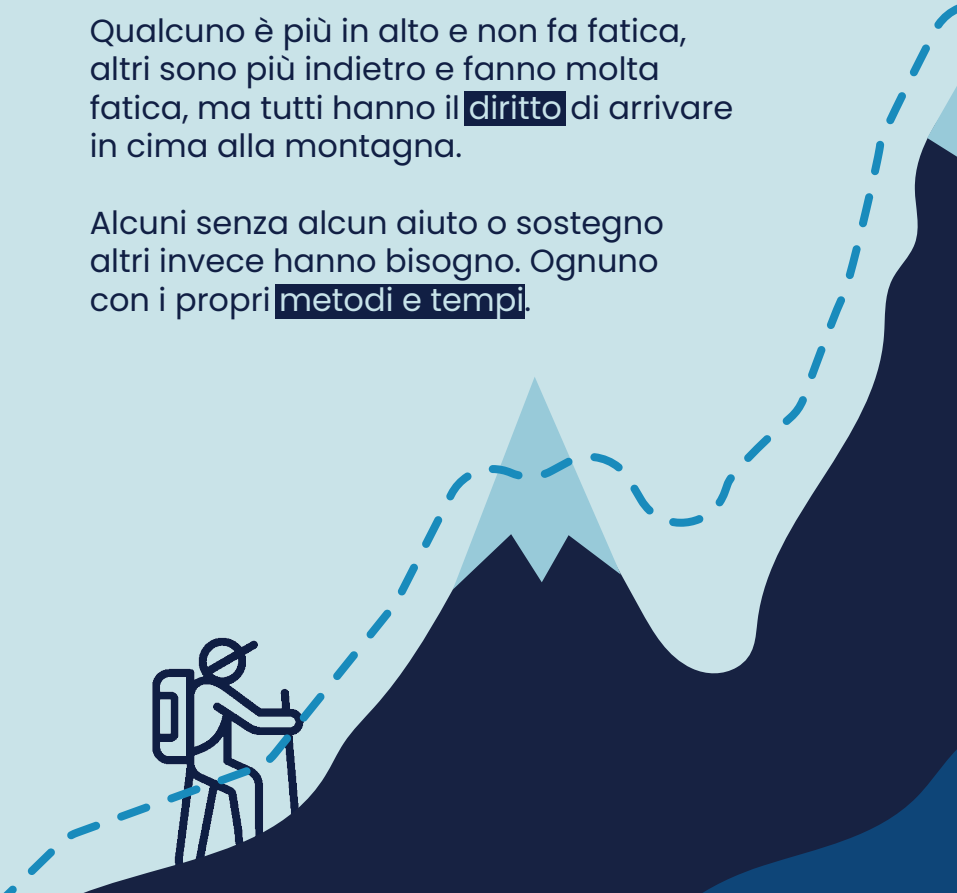 Qualcuno è più in alto e non fa fatica,
altri sono più indietro e fanno molta
fatica, ma tutti hanno il diritto di arrivare
in cima alla montagna.
Alcuni senza alcun aiuto o sostegno
altri invece hanno bisogno. Ognuno
con i propri metodi e tempi.